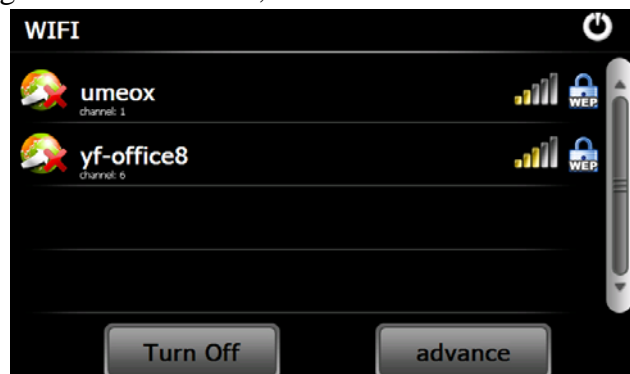 WIFI
umeox
channel: 1
WEP
yf-office8
channel: 6
WEP
Turn Off
advance